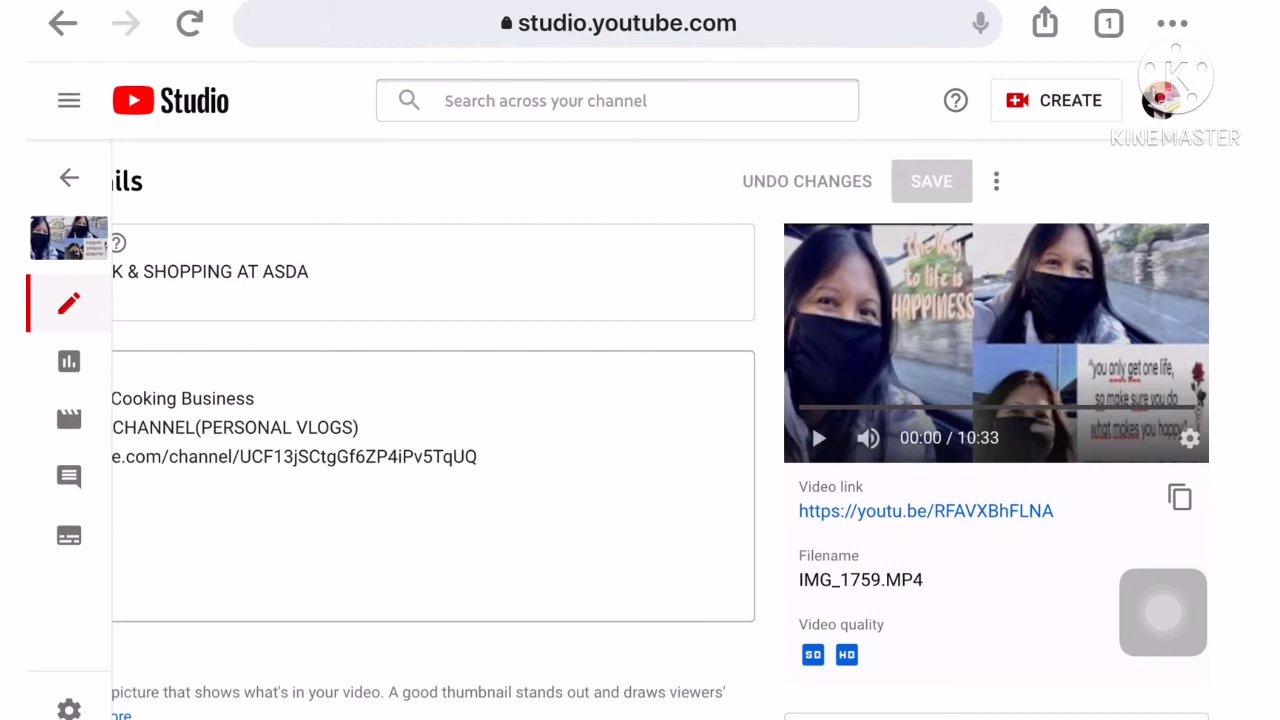 studio.youtube.com
1
Studio
Search across your channel
CREATE
K
KINEMASTER
ils
UNDO CHANGES
SAVE
K & SHOPPING AT ASDA
Cooking Business
CHANNEL(PERSONAL VLOGS)
e.com/channel/UCF13jSCtgGf6ZP4iPv5TqUQ
the key
to life is
HAPPINESS
"you only get one life,
so make sure you do
what makes you happy"
00:00 / 10:33
Video link
https://youtu.be/RFAVXBhFLNA
Filename
IMG_1759.MP4
Video quality
SD HD
picture that shows what's in your video. A good thumbnail stands out and draws viewers'
ore